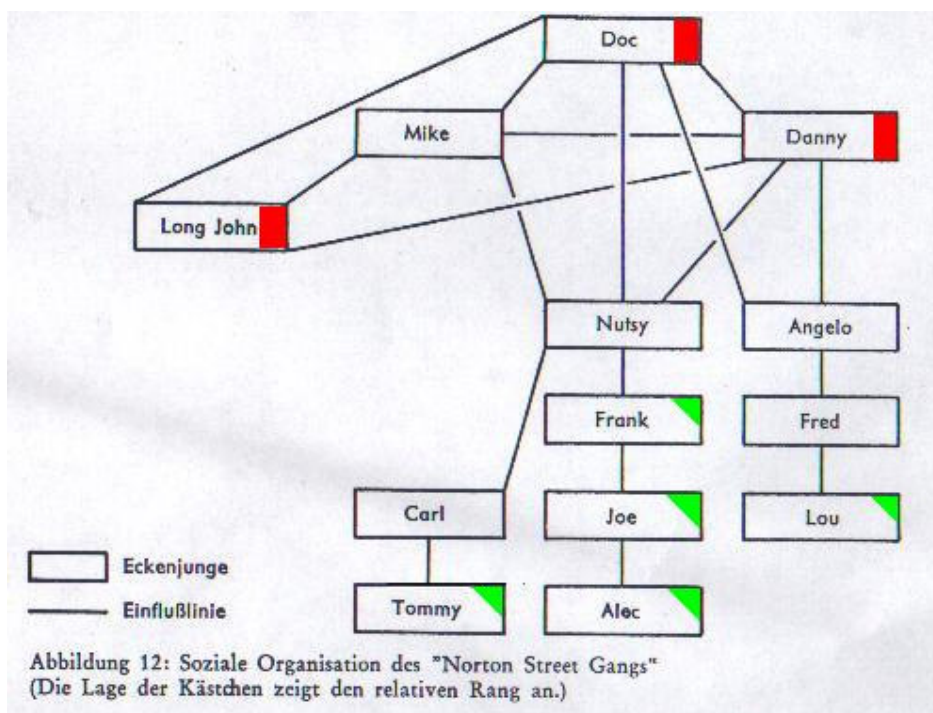 Doc
Mike
Danny
Long John
Nutsy
Angelo
Frank
Fred
Carl
Joe
Lou
Tommy
Alec
Eckenjunge
Einflußlinie
Abbildung 12: Soziale Organisation des "Norton Street Gangs"
(Die Lage der Kästchen zeigt den relativen Rang an.)